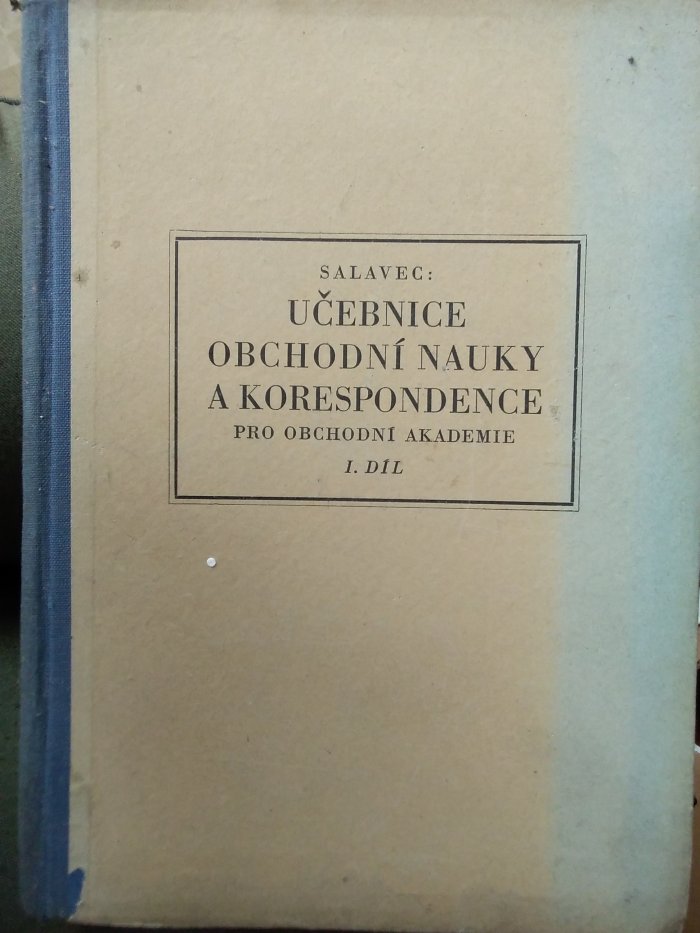 SALAVEC:
UČEBNICE
OBCHODNÍ NAUKY
A KORESPONDENCE
PRO OBCHODNÍ AKADEMIE
I. DÍL